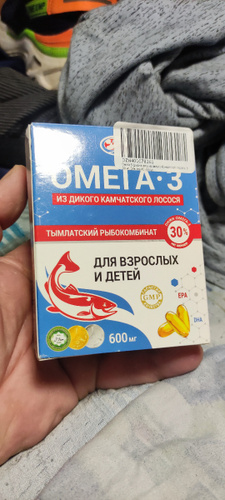 ОМЕГА·3
ИЗ ДИКОГО КАМЧАТСКОГО ЛОСОСЯ
ТЫМЛАТСКИЙ РЫБОКОМБИНАТ
30%
ДЛЯ ВЗРОСЛЫХ
И ДЕТЕЙ
GMP
EPA
DHA
600 МГ